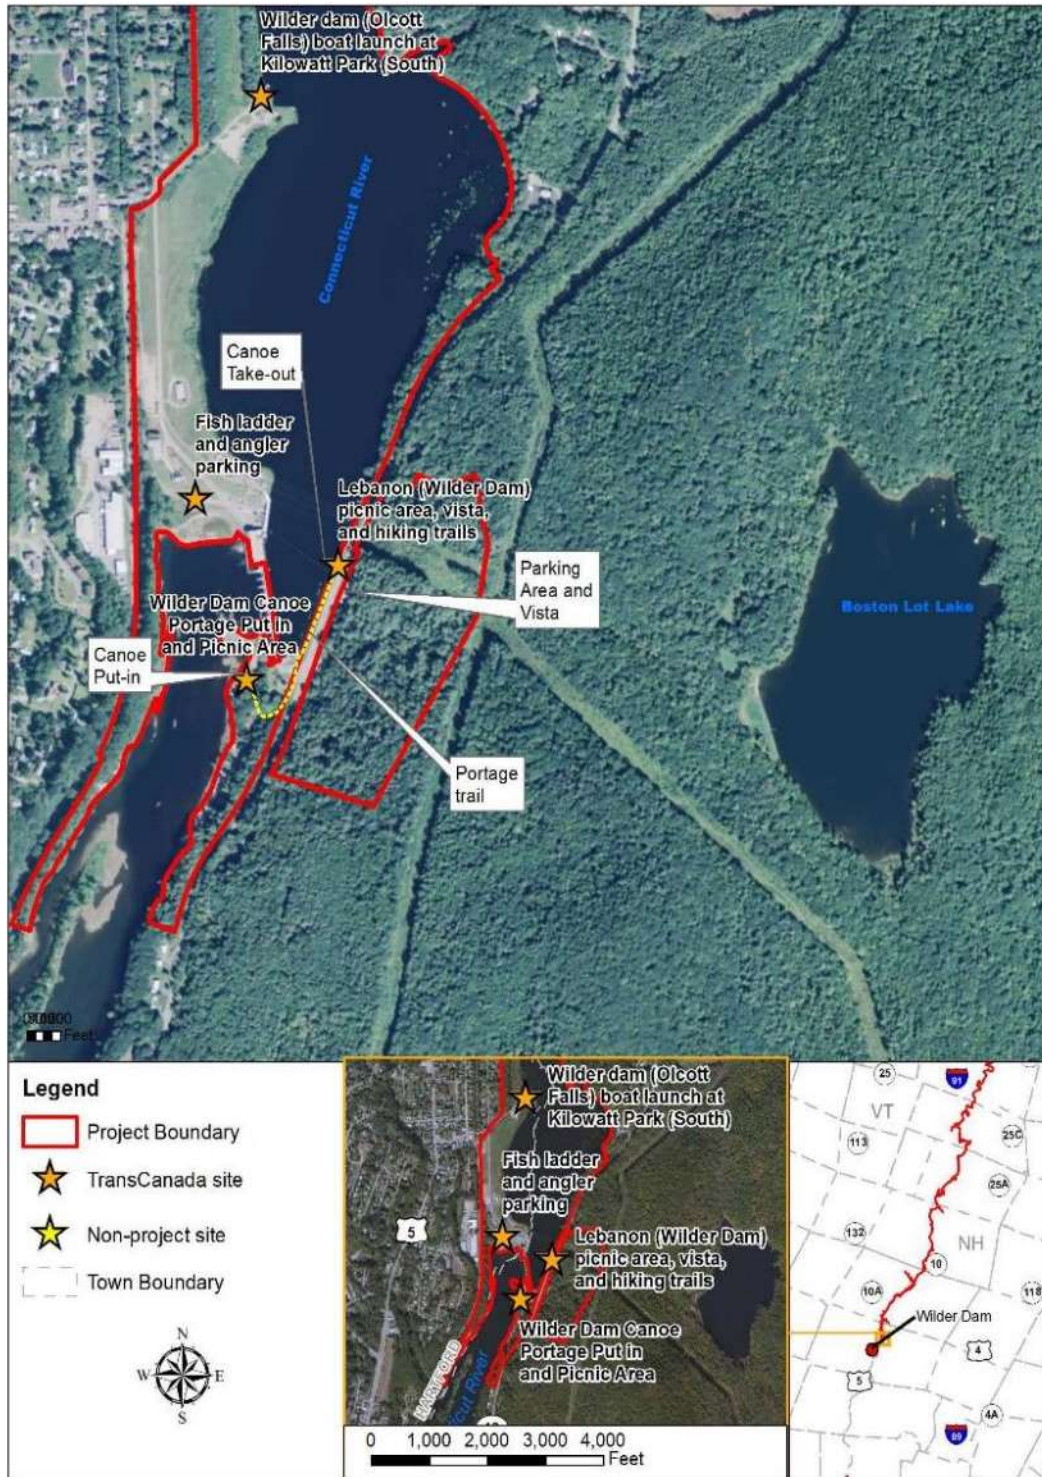 Wilder dam (Olcott
Falls) boat launch at
Kilowatt Park (South)
Connecticut River
Canoe
Take-out
Fish ladder
and angler
parking
Lebanon (Wilder Dam)
picnic area, vista,
and hiking trails
Parking
Area and
Vista
Boston Lot Lake
Wilder Dam Canoe
Portage Put in
and Picnic Area
Canoe
Put-in
Portage
trail
Feet
Legend
Project Boundary
TransCanada site
Non-project site
Town Boundary
N
W
E
S
Wilder dam (Olcott
Falls) boat launch at
Kilowatt Park (South)
Fish ladder
and angler
parking
5
Lebanon (Wilder Dam)
picnic area, vista,
and hiking trails
Wilder Dam Canoe
Portage Put in
and Picnic Area
River
0 1,000 2,000 3,000 4,000
Feet
25
91
VT
113
25C
25A
132
NH
10
10A
118
Wilder Dam
4
5
4A
89